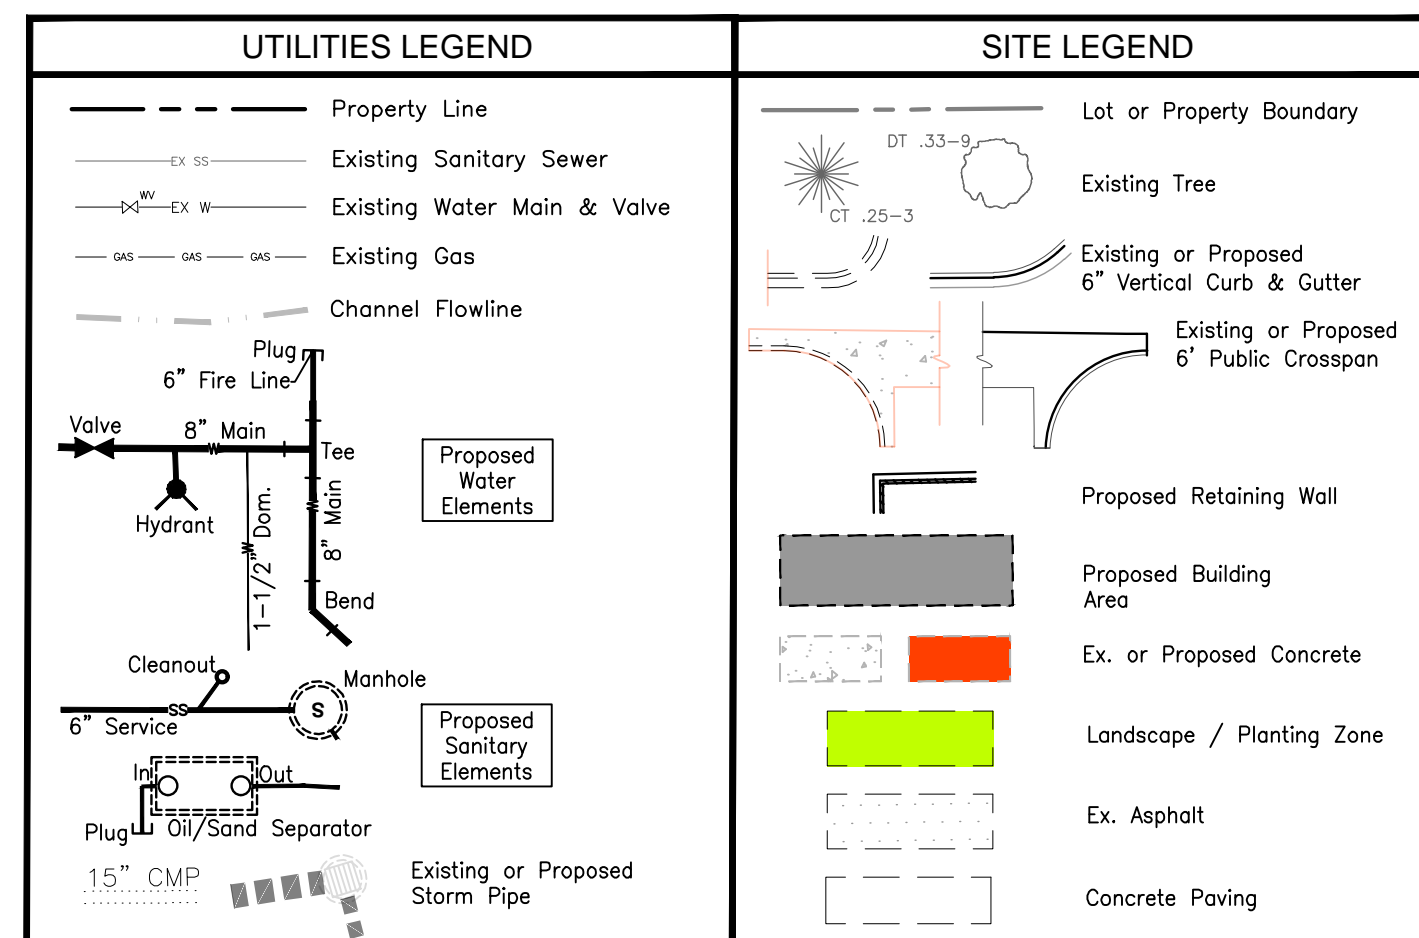 UTILITIES LEGEND
Property Line
EX SS
Existing Sanitary Sewer
WV
EX W
Existing Water Main & Valve
GAS GAS GAS
Existing Gas
Channel Flowline
Plug
6” Fire Line
Valve
8” Main
Tee
Hydrant
1-1/2” Dom.
8” Main
Bend
Proposed
Water
Elements
Cleanout
Manhole
SS
S
6” Service
Proposed
Sanitary
Elements
In
Out
Plug
Oil/Sand Separator
15” CMP
Existing or Proposed
Storm Pipe
SITE LEGEND
Lot or Property Boundary
DT .33-9
CT .25-3
Existing Tree
Existing or Proposed
6” Vertical Curb & Gutter
Existing or Proposed
6’ Public Crosspan
Proposed Retaining Wall
Proposed Building
Area
Ex. or Proposed Concrete
Landscape / Planting Zone
Ex. Asphalt
Concrete Paving